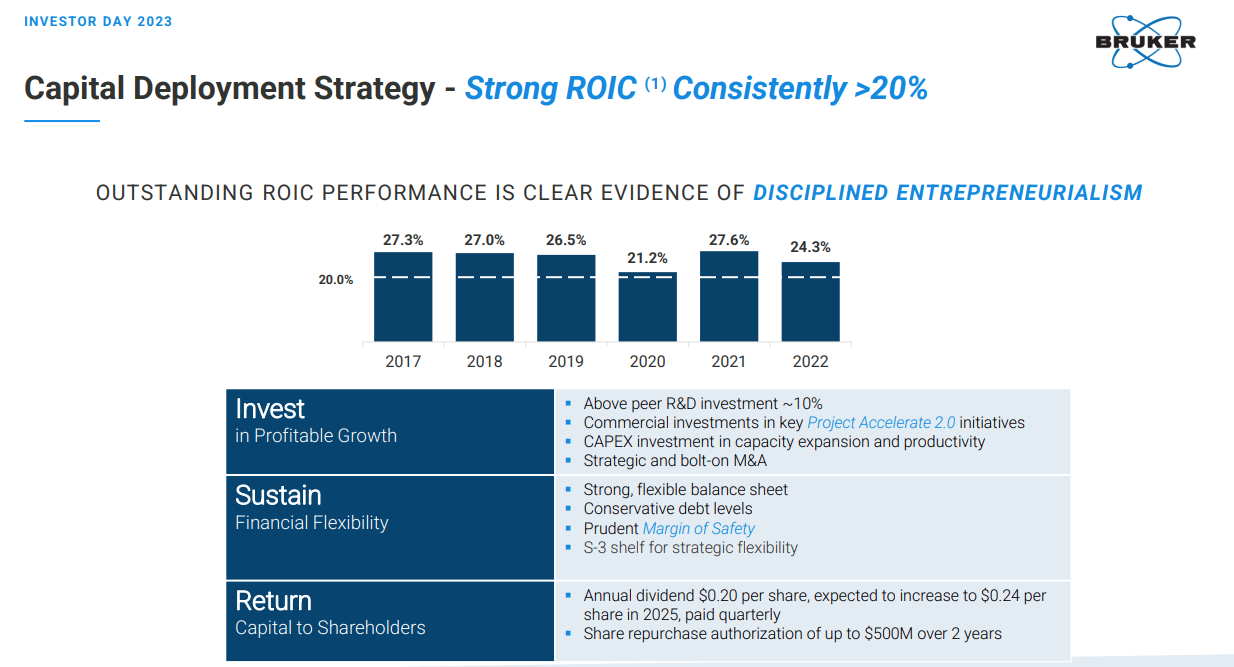 INVESTOR DAY 2023
BRUKER
Capital Deployment Strategy - Strong ROIC (1) Consistently >20%
OUTSTANDING ROIC PERFORMANCE IS CLEAR EVIDENCE OF DISCIPLINED ENTREPRENEURIALISM
27.3% 27.0% 26.5% 21.2% 27.6% 24.3%
20.0%
2017 2018 2019 2020 2021 2022
Invest
in Profitable Growth
▪ Above peer R&D investment ~10%
▪ Commercial investments in key Project Accelerate 2.0 initiatives
▪ CAPEX investment in capacity expansion and productivity
▪ Strategic and bolt-on M&A
Sustain
Financial Flexibility
▪ Strong, flexible balance sheet
▪ Conservative debt levels
▪ Prudent Margin of Safety
▪ S-3 shelf for strategic flexibility
Return
Capital to Shareholders
▪ Annual dividend $0.20 per share, expected to increase to $0.24 per
share in 2025, paid quarterly
▪ Share repurchase authorization of up to $500M over 2 years